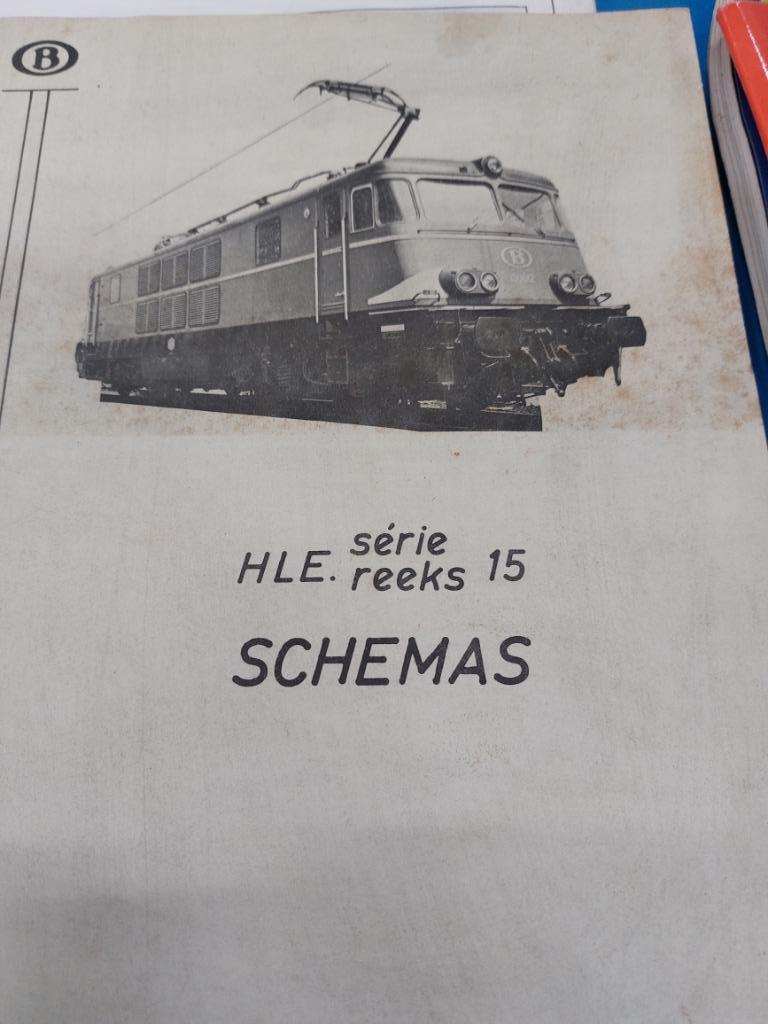 B
B
HLE. série
reeks 15
SCHEMAS